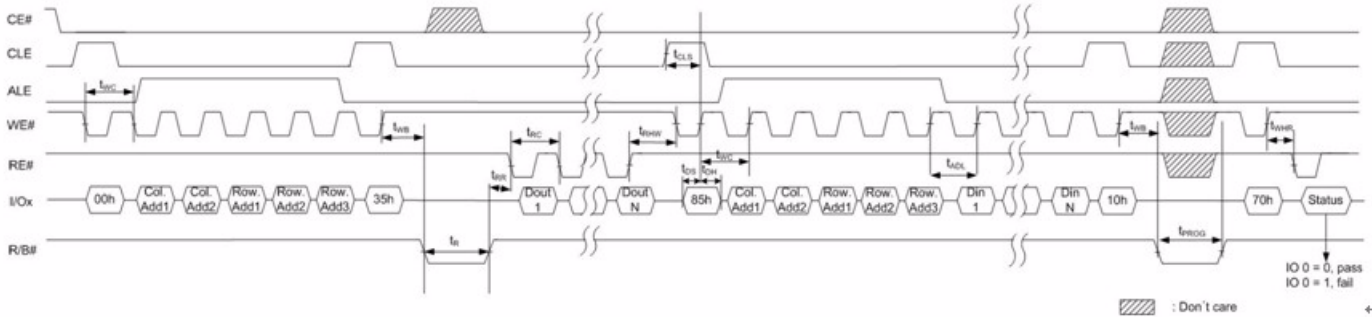 CE#
CLE
tCLS
ALE
tWC
WE#
tWB
tRC
tRHW
tWC
tADL
tWB
tWHR
RE#
tRR
tDS
tDH
I/Ox
00h
Col. Add1
Col. Add2
Row. Add1
Row. Add2
Row. Add3
35h
Dout 1
Dout N
85h
Col. Add1
Col. Add2
Row. Add1
Row. Add2
Row. Add3
Din 1
Din N
10h
70h
Status
R/B#
tR
tPROG
IO 0 = 0, pass
IO 0 = 1, fail
: Don`t care